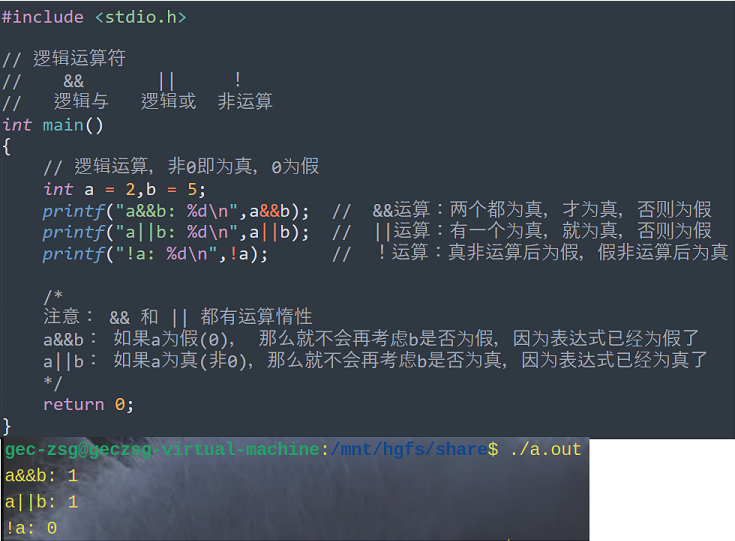 #include <stdio.h>
// 逻辑运算符
// && || !
// 逻辑与 逻辑或 非运算
int main()
{
// 逻辑运算, 非0即为真, 0为假
int a = 2,b = 5;
printf("a&&b: %d\n",a&&b); // &&运算：两个都为真, 才为真, 否则为假
printf("a||b: %d\n",a||b); // ||运算：有一个为真, 就为真, 否则为假
printf("!a: %d\n",!a); // ！运算：真非运算后为假, 假非运算后为真
/*
注意： && 和 || 都有运算惰性
a&&b： 如果a为假(0), 那么就不会再考虑b是否为假, 因为表达式已经为假了
a||b： 如果a为真(非0), 那么就不会再考虑b是否为真, 因为表达式已经为真了
*/
return 0;
}
gec-zsg@geczsg-virtual-machine:/mnt/hgfs/share$ ./a.out
a&&b: 1
a||b: 1
!a: 0